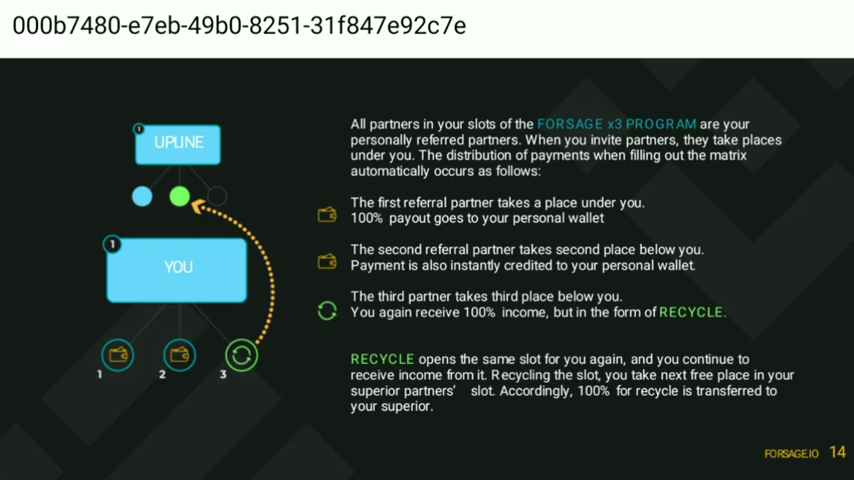 000b7480-e7eb-49b0-8251-31f847e92c7e
1
UPLINE
1
YOU
1
2
3
All partners in your slots of the FORSAGE x3 PROGRAM are your
personally referred partners. When you invite partners, they take places
under you. The distribution of payments when filling out the matrix
automatically occurs as follows:
The first referral partner takes a place under you.
100% payout goes to your personal wallet
The second referral partner takes second place below you.
Payment is also instantly credited to your personal wallet.
The third partner takes third place below you.
You again receive 100% income, but in the form of RECYCLE.
RECYCLE opens the same slot for you again, and you continue to
receive income from it. Recycling the slot, you take next free place in your
superior partners' slot. Accordingly, 100% for recycle is transferred to
your superior.
FORSAGE.IO 14